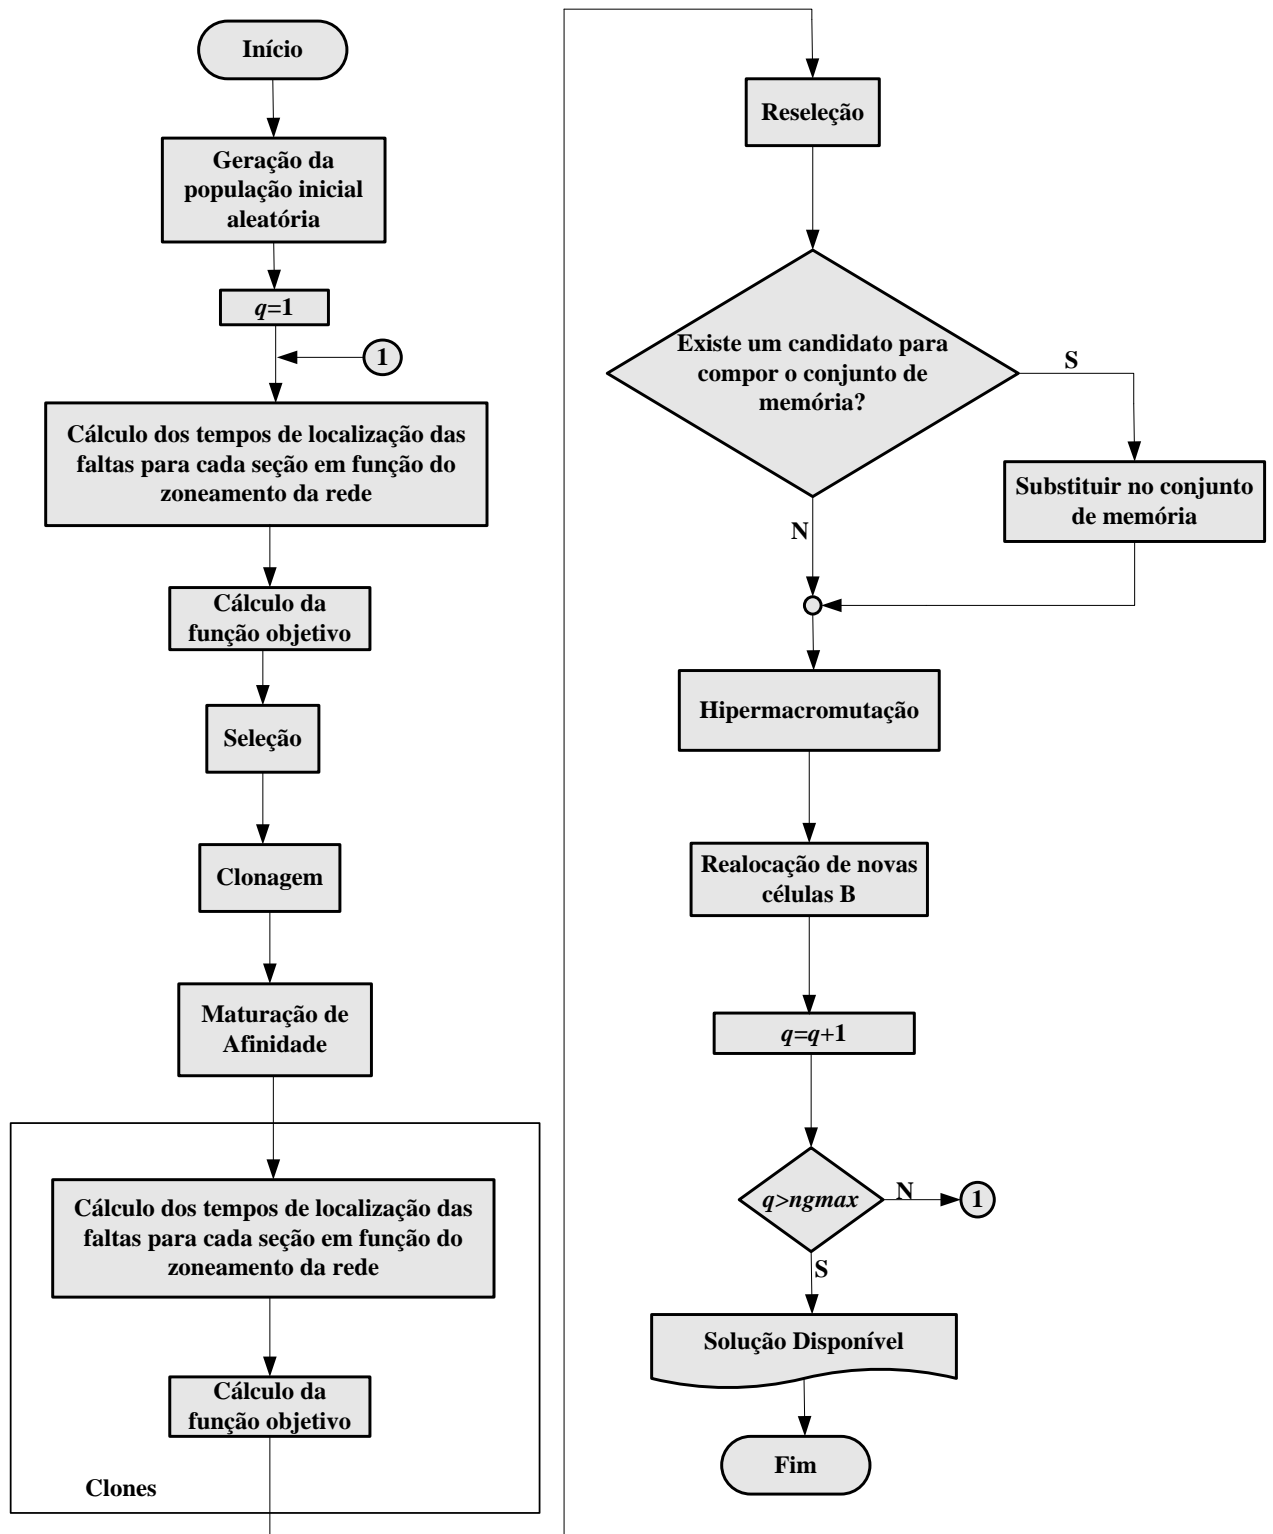 Início
Geração da
população inicial
aleatória
q=1
1
Cálculo dos tempos de localização das
faltas para cada seção em função do
zoneamento da rede
Cálculo da
função objetivo
Seleção
Clonagem
Maturação de
Afinidade
Cálculo dos tempos de localização das
faltas para cada seção em função do
zoneamento da rede
Cálculo da
função objetivo
Clones
Reseleção
Existe um candidato para
compor o conjunto de
memória?
S
Substituir no conjunto
de memória
N
Hipermacromutação
Realocação de novas
células B
q=q+1
q>ngmax
N
1
S
Solução Disponível
Fim